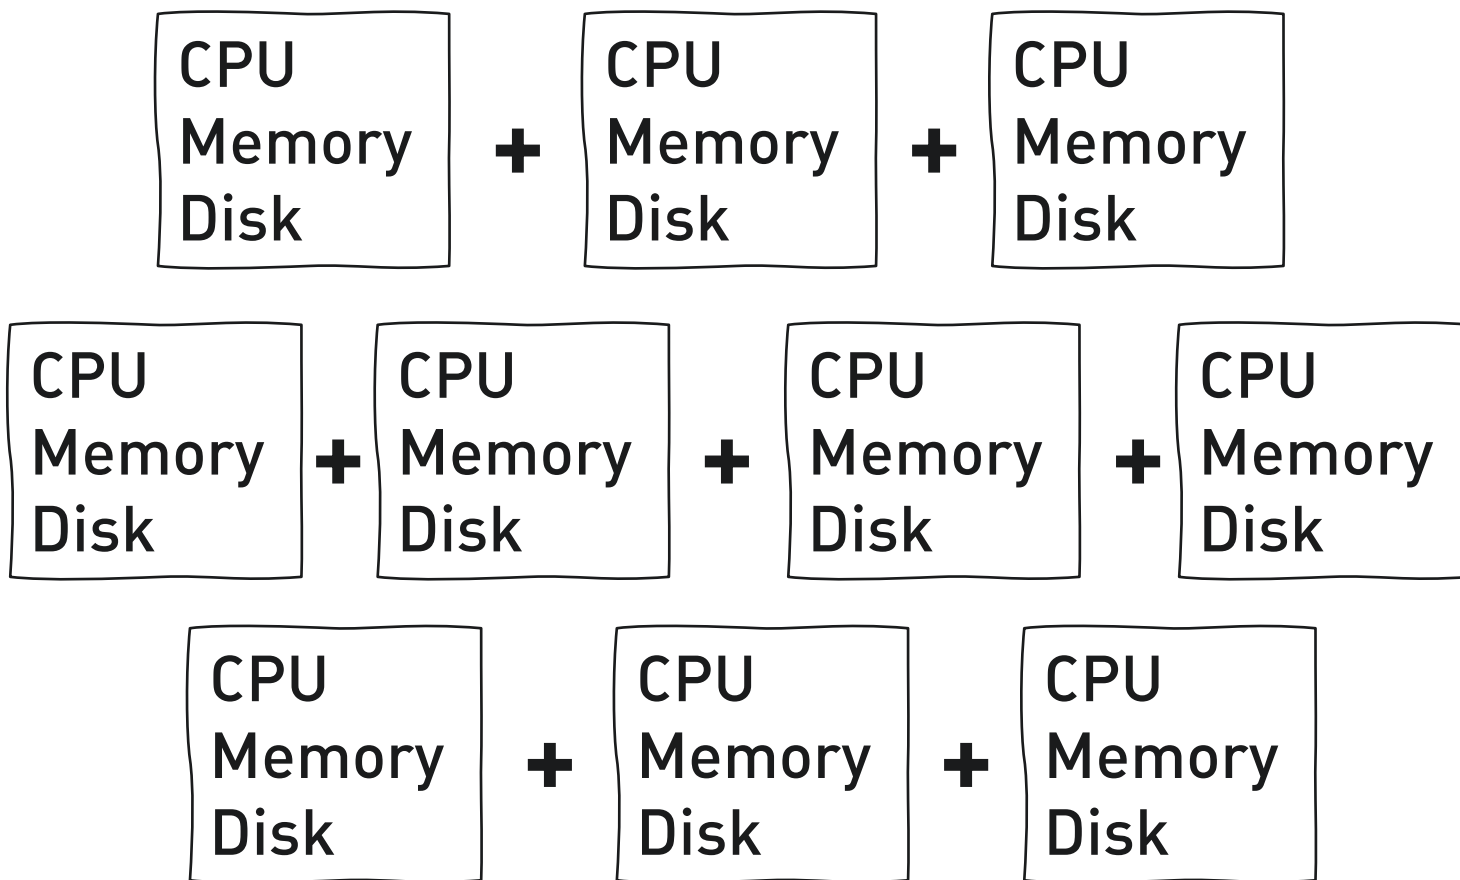 CPU CPU CPU
Memory + Memory + Memory
Disk Disk Disk
CPU CPU CPU CPU
Memory + Memory + Memory + Memory
Disk Disk Disk Disk
CPU CPU CPU
Memory + Memory + Memory
Disk Disk Disk